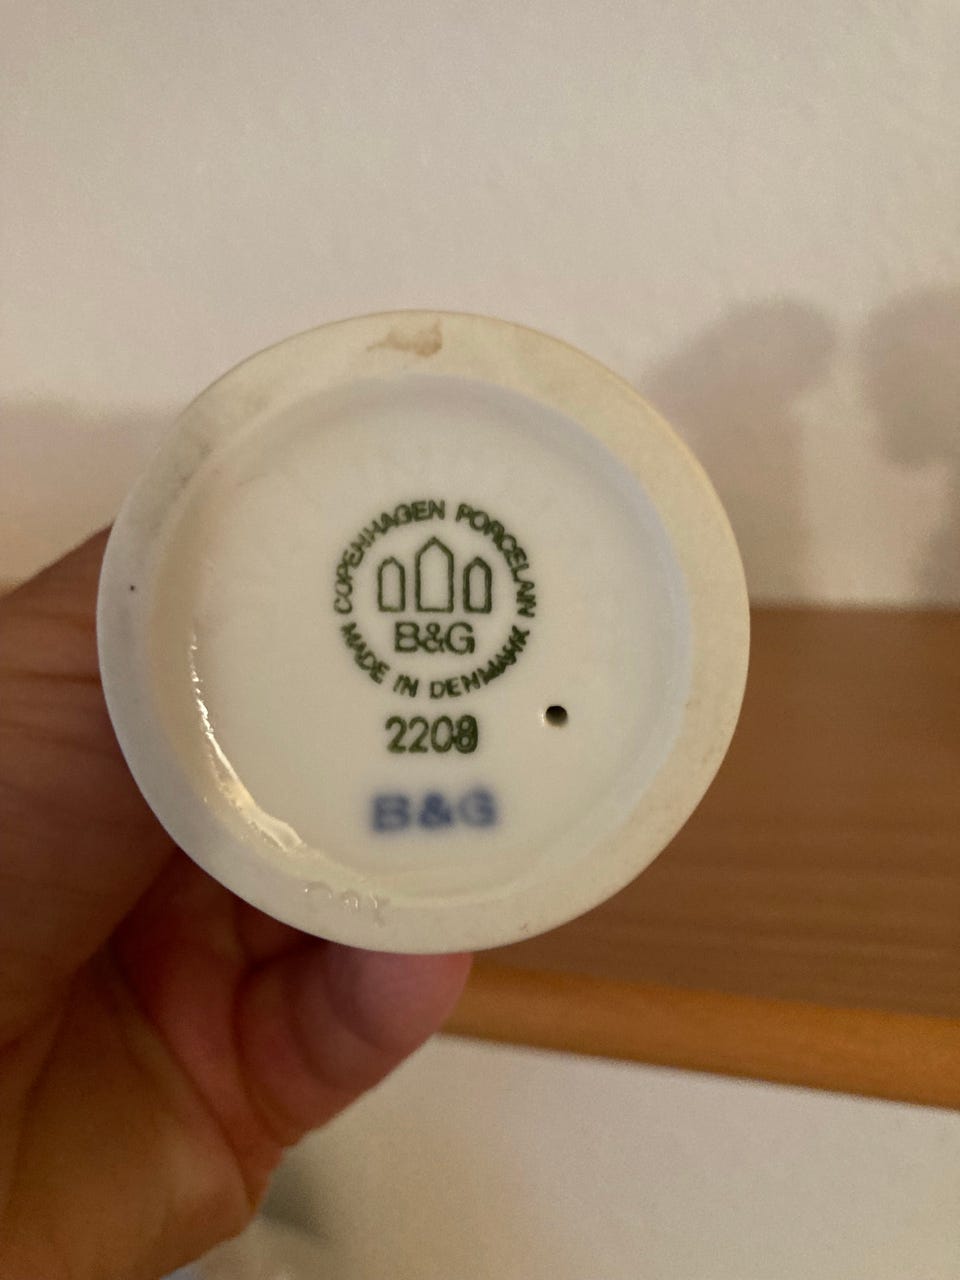 COPENHAGEN PORCELAIN
B&G
MADE IN DENMARK
2208
B&G